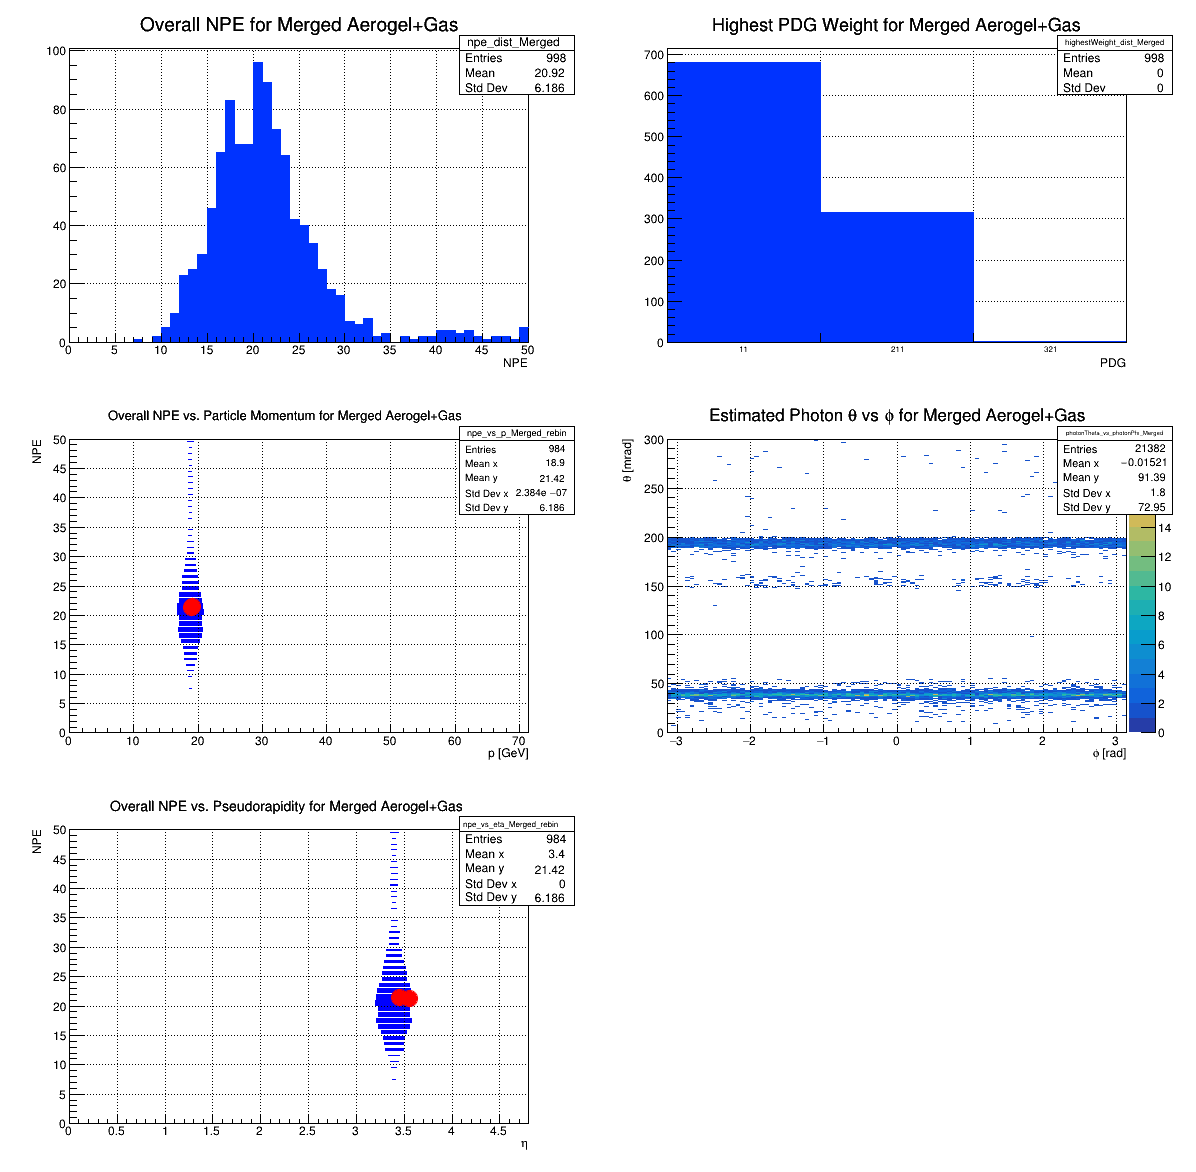 Overall NPE for Merged Aerogel+Gas
npe_dist_Merged
Entries 998
Mean 20.92
Std Dev 6.186
100
80
60
40
20
0
0 5 10 15 20 25 30 35 40 45 50
NPE
Highest PDG Weight for Merged Aerogel+Gas
highestWeight_dist_Merged
Entries 998
Mean 0
Std Dev 0
700
600
500
400
300
200
100
0
11 211 321
PDG
Overall NPE vs. Particle Momentum for Merged Aerogel+Gas
npe_vs_p_Merged_rebin
Entries 984
Mean x 18.9
Mean y 21.42
Std Dev x 2.384e −07
Std Dev y 6.186
NPE
50
45
40
35
30
25
20
15
10
5
0
0 10 20 30 40 50 60 70
p [GeV]
Estimated Photon θ vs ϕ for Merged Aerogel+Gas
photonTheta_vs_photonPhi_Merged
Entries 21382
Mean x −0.01521
Mean y 91.39
Std Dev x 1.8
Std Dev y 72.95
θ [mrad]
300
250
200
150
100
50
0
−3 −2 −1 0 1 2 3
ϕ [rad]
14
12
10
8
6
4
2
0
Overall NPE vs. Pseudorapidity for Merged Aerogel+Gas
npe_vs_eta_Merged_rebin
Entries 984
Mean x 3.4
Mean y 21.42
Std Dev x 0
Std Dev y 6.186
NPE
50
45
40
35
30
25
20
15
10
5
0
0 0.5 1 1.5 2 2.5 3 3.5 4 4.5
η